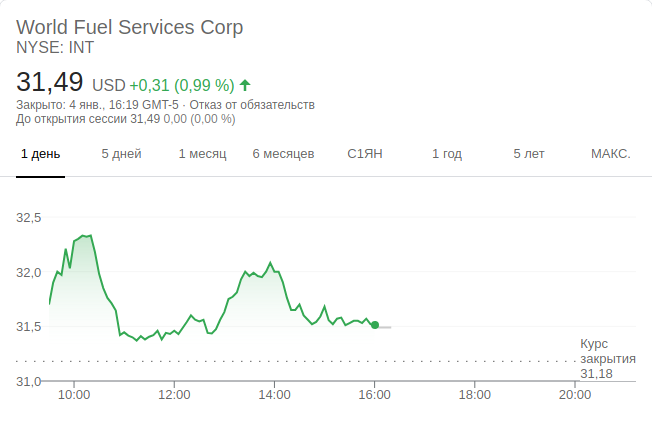 World Fuel Services Corp
NYSE: INT
31,49 USD +0,31 (0,99 %)
Закрыто: 4 янв., 16:19 GMT-5 · Отказ от обязательств
До открытия сессии 31,49 0,00 (0,00 %)
1 день 5 дней 1 месяц 6 месяцев С1ЯН 1 год 5 лет МАКС.
32,5
32,0
31,5
Курс
закрытия
31,18
31,0
10:00 12:00 14:00 16:00 18:00 20:00